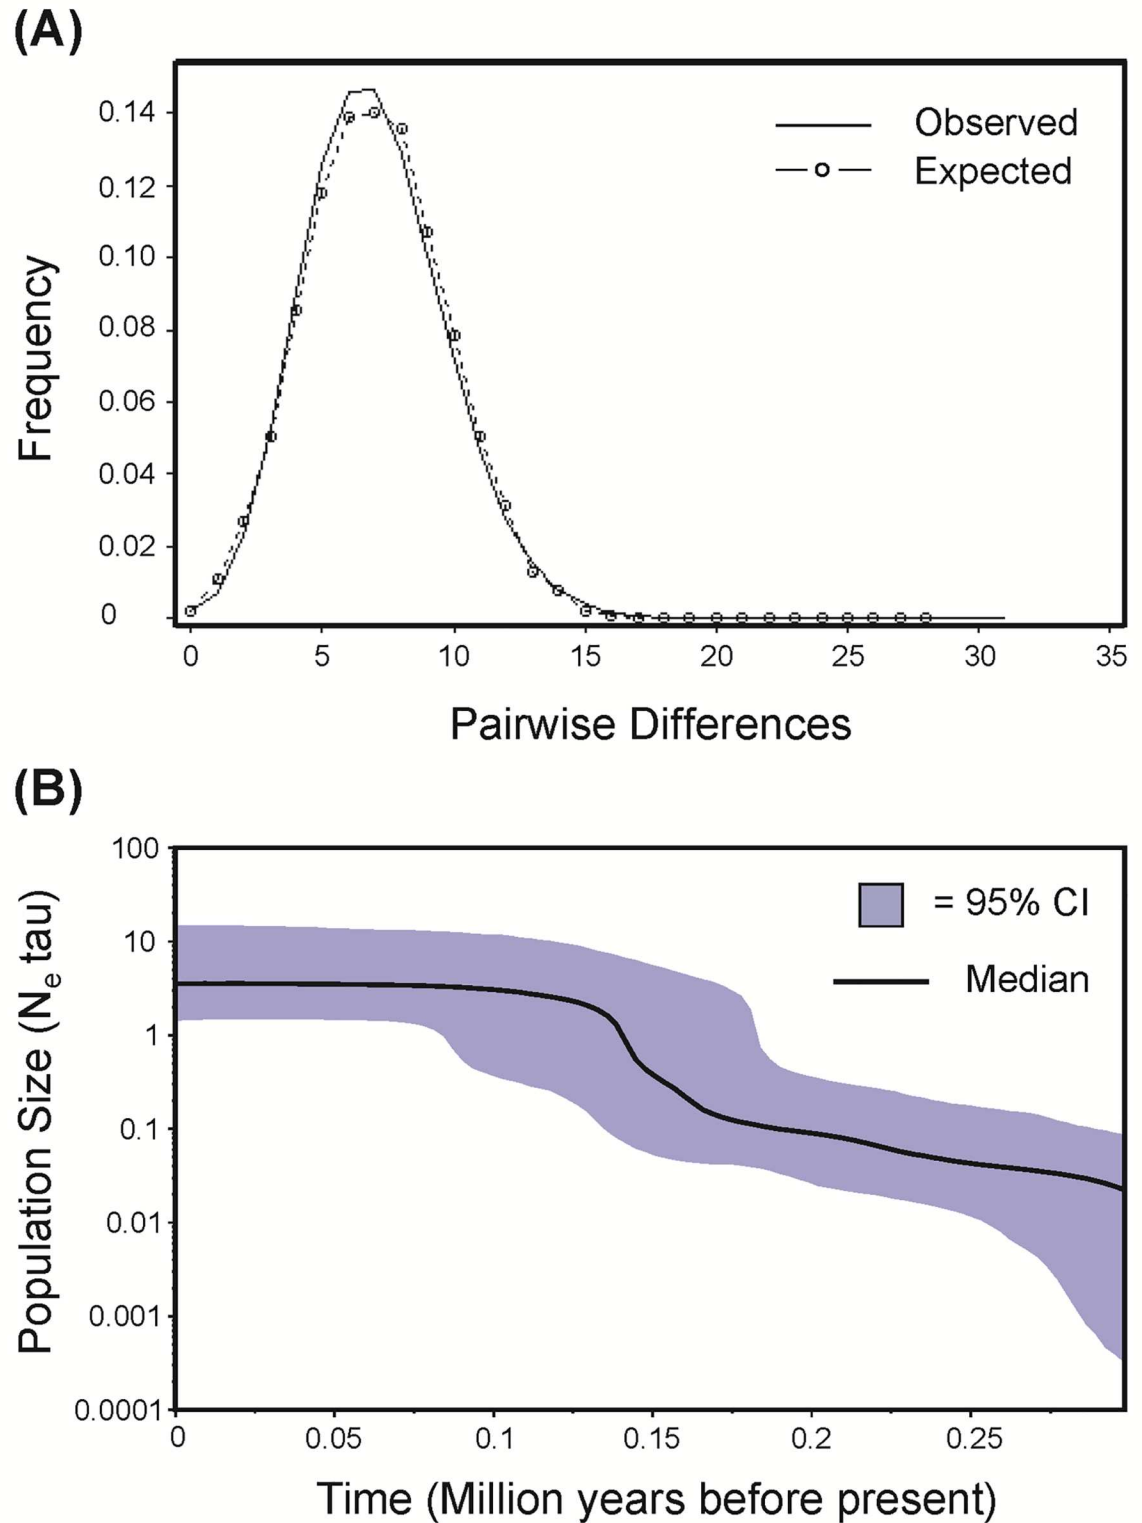 (A)
Observed
Expected
0.14
0.12
0.10
0.08
0.06
0.04
0.02
0
Frequency
0 5 10 15 20 25 30 35
Pairwise Differences
(B)
= 95% CI
Median
100
10
1
0.1
0.01
0.001
0.0001
Population Size (Ne tau)
0 0.05 0.1 0.15 0.2 0.25
Time (Million years before present)